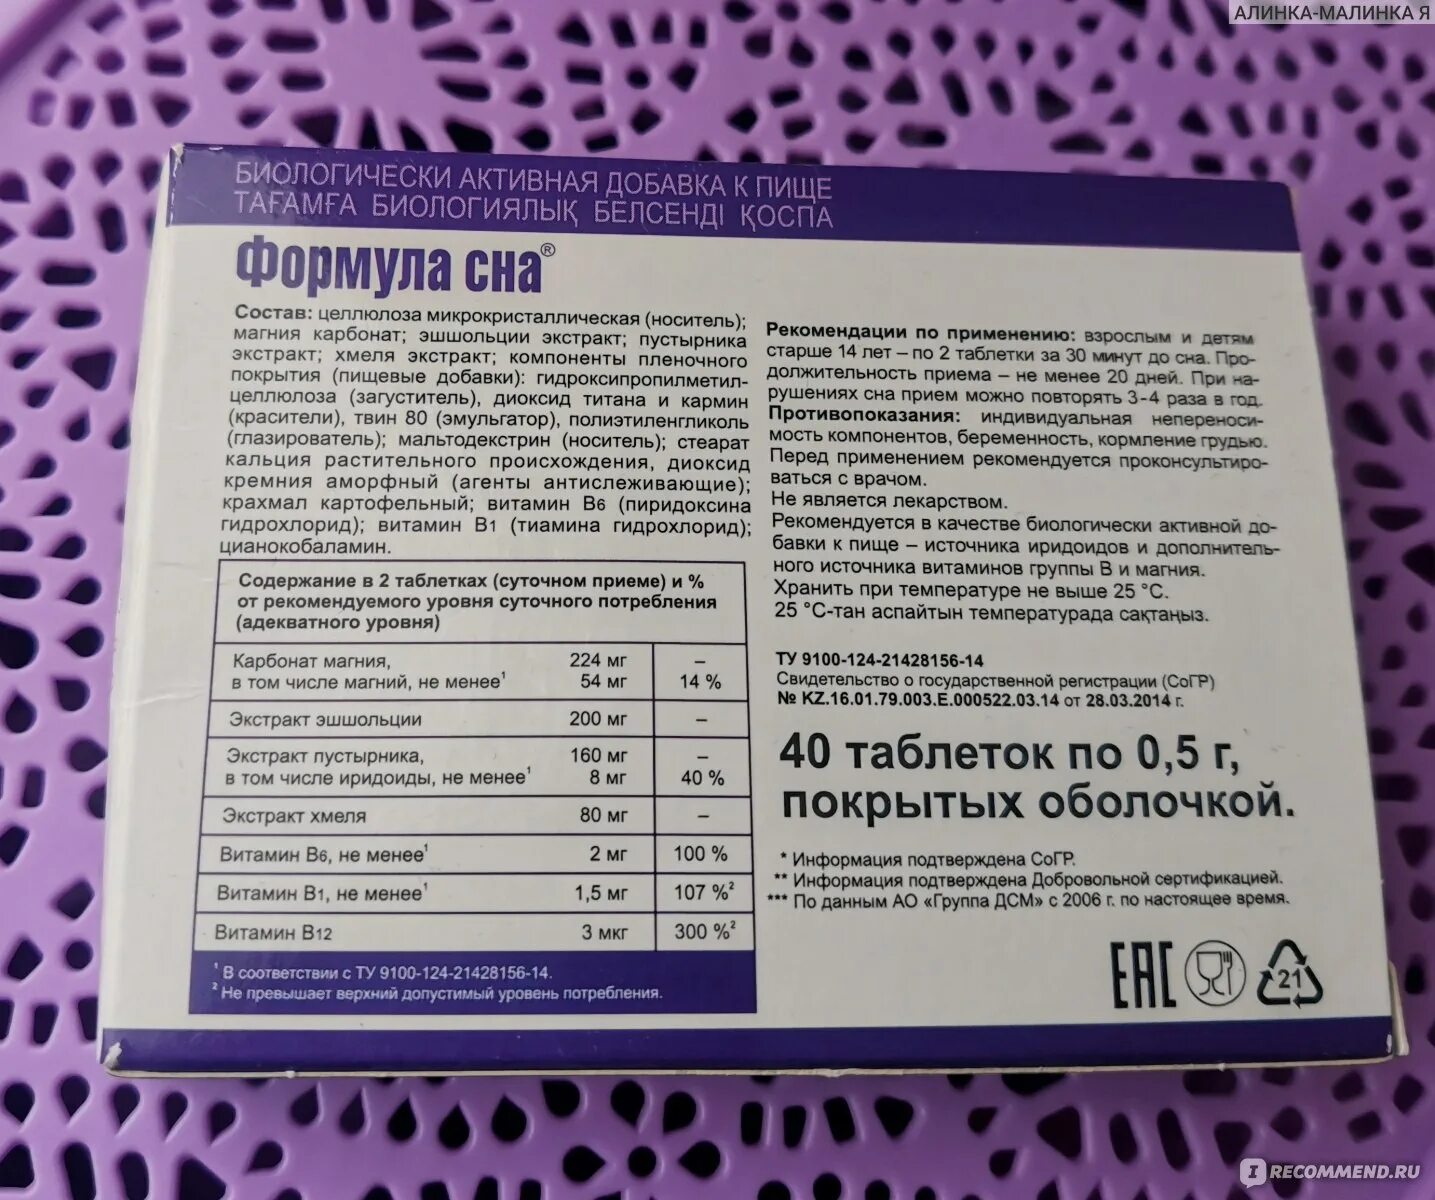 АЛИНКА-МАЛИНКА Я
БИОЛОГИЧЕСКИ АКТИВНАЯ ДОБАВКА К ПИЩЕ
ТАҒАМҒА БИОЛОГИЯЛЫҚ БЕЛСЕНДІ ҚОСПА
Формула сна®
Состав: целлюлоза микрокристаллическая (носитель);
магния карбонат; эшшольции экстракт; пустырника
экстракт; хмеля экстракт; компоненты пленочного
покрытия (пищевые добавки): гидроксипропилметил-
целлюлоза (загуститель), диоксид титана и кармин
(красители), твин 80 (эмульгатор), полиэтиленгликоль
(глазирователь); мальтодекстрин (носитель); стеарат
кальция растительного происхождения, диоксид
кремния аморфный (агенты антислеживающие);
крахмал картофельный; витамин В6 (пиридоксина
гидрохлорид); витамин В1 (тиамина гидрохлорид);
цианокобаламин.
Содержание в 2 таблетках (суточном приеме) и %
от рекомендуемого уровня суточного потребления
(адекватного уровня)
Карбонат магния, 224 мг –
в том числе магний, не менее¹ 54 мг 14 %
Экстракт эшшольции 200 мг –
Экстракт пустырника, 160 мг –
в том числе иридоиды, не менее¹ 8 мг 40 %
Экстракт хмеля 80 мг –
Витамин В6, не менее¹ 2 мг 100 %
Витамин В1, не менее¹ 1,5 мг 107 %²
Витамин В12 3 мкг 300 %²
¹ В соответствии с ТУ 9100-124-21428156-14.
² Не превышает верхний допустимый уровень потребления.
Рекомендации по применению: взрослым и детям
старше 14 лет – по 2 таблетки за 30 минут до сна. Про-
должительность приема – не менее 20 дней. При на-
рушениях сна прием можно повторять 3-4 раза в год.
Противопоказания: индивидуальная непереноси-
мость компонентов, беременность, кормление грудью.
Перед применением рекомендуется проконсультиро-
ваться с врачом.
Не является лекарством.
Рекомендуется в качестве биологически активной до-
бавки к пище – источника иридоидов и дополнитель-
ного источника витаминов группы В и магния.
Хранить при температуре не выше 25 °С.
25 °С-тан аспайтын температурада сақтаңыз.
ТУ 9100-124-21428156-14
Свидетельство о государственной регистрации (СоГР)
№ KZ.16.01.79.003.Е.000522.03.14 от 28.03.2014 г.
40 таблеток по 0,5 г,
покрытых оболочкой.
* Информация подтверждена СоГР.
** Информация подтверждена Добровольной сертификацией.
*** По данным АО «Группа ДСМ» с 2006 г. по настоящее время.
EAC
21
I RECOMMEND.RU